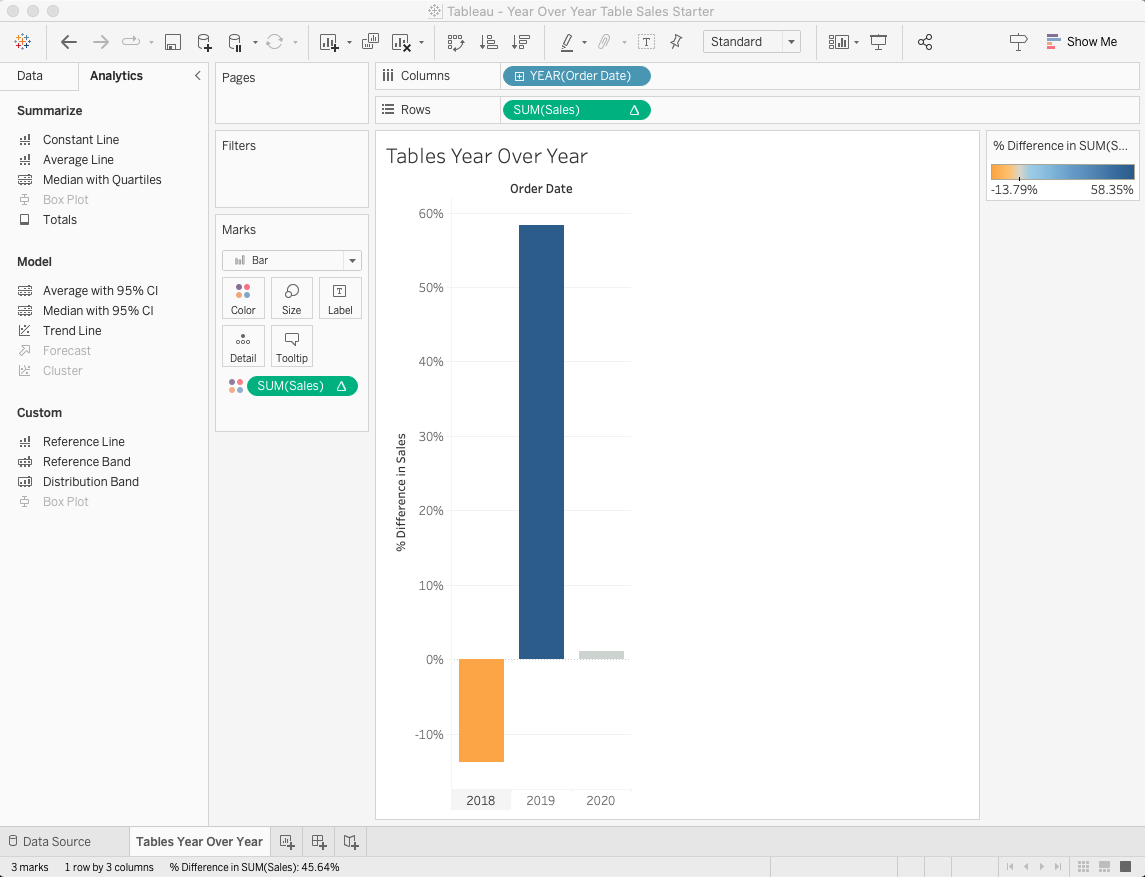 Tableau - Year Over Year Table Sales Starter
Standard
Show Me
Data
Analytics
Summarize
Constant Line
Average Line
Median with Quartiles
Box Plot
Totals
Model
Average with 95% CI
Median with 95% CI
Trend Line
Forecast
Cluster
Custom
Reference Line
Reference Band
Distribution Band
Box Plot
Pages
Filters
Marks
Bar
Color
Size
Label
Detail
Tooltip
SUM(Sales) Δ
Columns
YEAR(Order Date)
Rows
SUM(Sales) Δ
Tables Year Over Year
Order Date
60%
50%
40%
30%
20%
10%
0%
-10%
% Difference in Sales
2018 2019 2020
% Difference in SUM(S...
-13.79% 58.35%
Data Source
Tables Year Over Year
3 marks 1 row by 3 columns % Difference in SUM(Sales): 45.64%